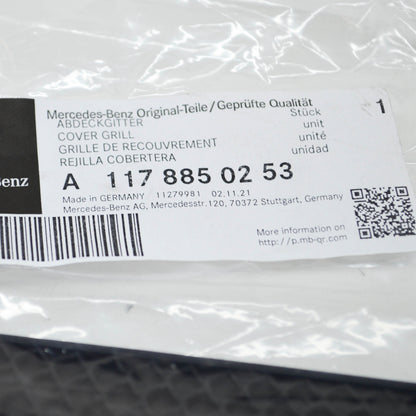 Mercedes-Benz Original-Teile/Geprüfte Qualität
ABDECKGITTER Stück 1
COVER GRILL unit
GRILLE DE RECOUVREMENT unité
REJILLA COBERTERA unidad
Benz
A 117 885 02 53
Made in GERMANY 11279981 02.11.21
Mercedes-Benz AG, Mercedesstr.120, 70372 Stuttgart, Germany
More information on
http://p.mb-qr.com